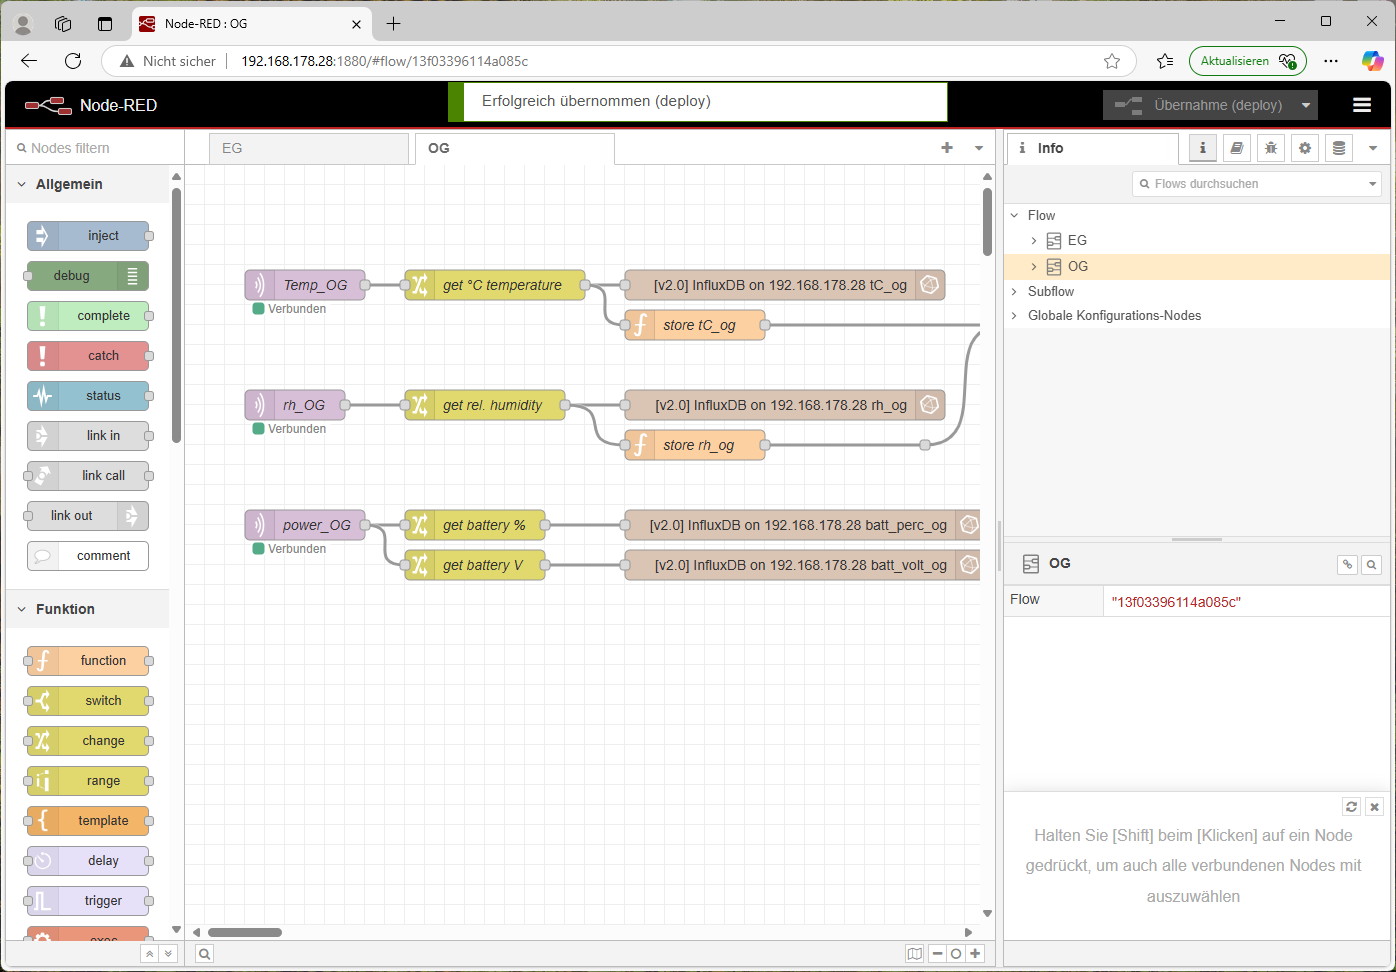 Node-RED : OG
Nicht sicher
192.168.178.28:1880/#flow/13f03396114a085c
Aktualisieren
Node-RED
Erfolgreich übernommen (deploy)
Übernahme (deploy)
Nodes filtern
EG
OG
Info
Allgemein
inject
debug
complete
catch
status
link in
link call
link out
comment
Funktion
function
switch
change
range
template
delay
trigger
exec
Temp_OG
Verbunden
get °C temperature
[v2.0] InfluxDB on 192.168.178.28 tC_og
store tC_og
rh_OG
Verbunden
get rel. humidity
[v2.0] InfluxDB on 192.168.178.28 rh_og
store rh_og
power_OG
Verbunden
get battery %
[v2.0] InfluxDB on 192.168.178.28 batt_perc_og
get battery V
[v2.0] InfluxDB on 192.168.178.28 batt_volt_og
Flows durchsuchen
Flow
EG
OG
Subflow
Globale Konfigurations-Nodes
OG
Flow
"13f03396114a085c"
Halten Sie [Shift] beim [Klicken] auf ein Node
gedrückt, um auch alle verbundenen Nodes mit
auszuwählen